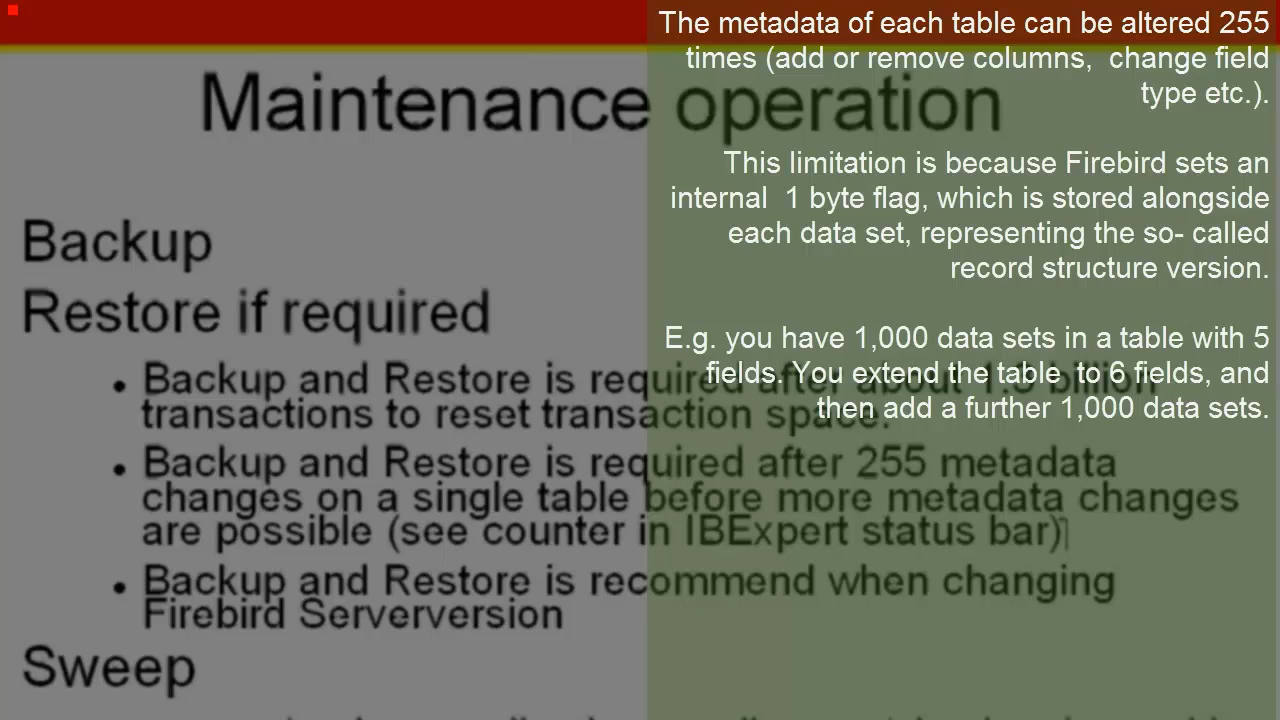 Maintenance operation
Backup
Restore if required
• Backup and Restore is required after about 1.3 billion
transactions to reset transaction space.
• Backup and Restore is required after 255 metadata
changes on a single table before more metadata changes
are possible (see counter in IBExpert status bar)
• Backup and Restore is recommend when changing
Firebird Serverversion
Sweep
The metadata of each table can be altered 255
times (add or remove columns, change field
type etc.).
This limitation is because Firebird sets an
internal 1 byte flag, which is stored alongside
each data set, representing the so- called
record structure version.
E.g. you have 1,000 data sets in a table with 5
fields. You extend the table to 6 fields, and
then add a further 1,000 data sets.